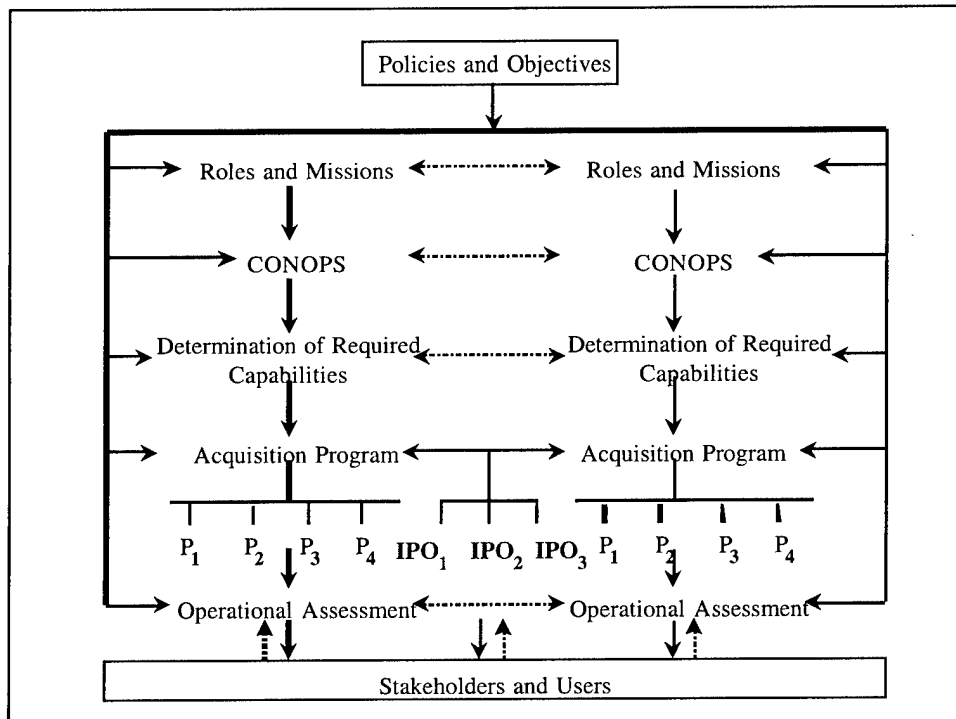 Policies and Objectives
Roles and Missions Roles and Missions
CONOPS CONOPS
Determination of Required Determination of Required
Capabilities Capabilities
Acquisition Program Acquisition Program
P1 P2 P3 P4 IPO1 IPO2 IPO3 P1 P2 P3 P4
Operational Assessment Operational Assessment
Stakeholders and Users